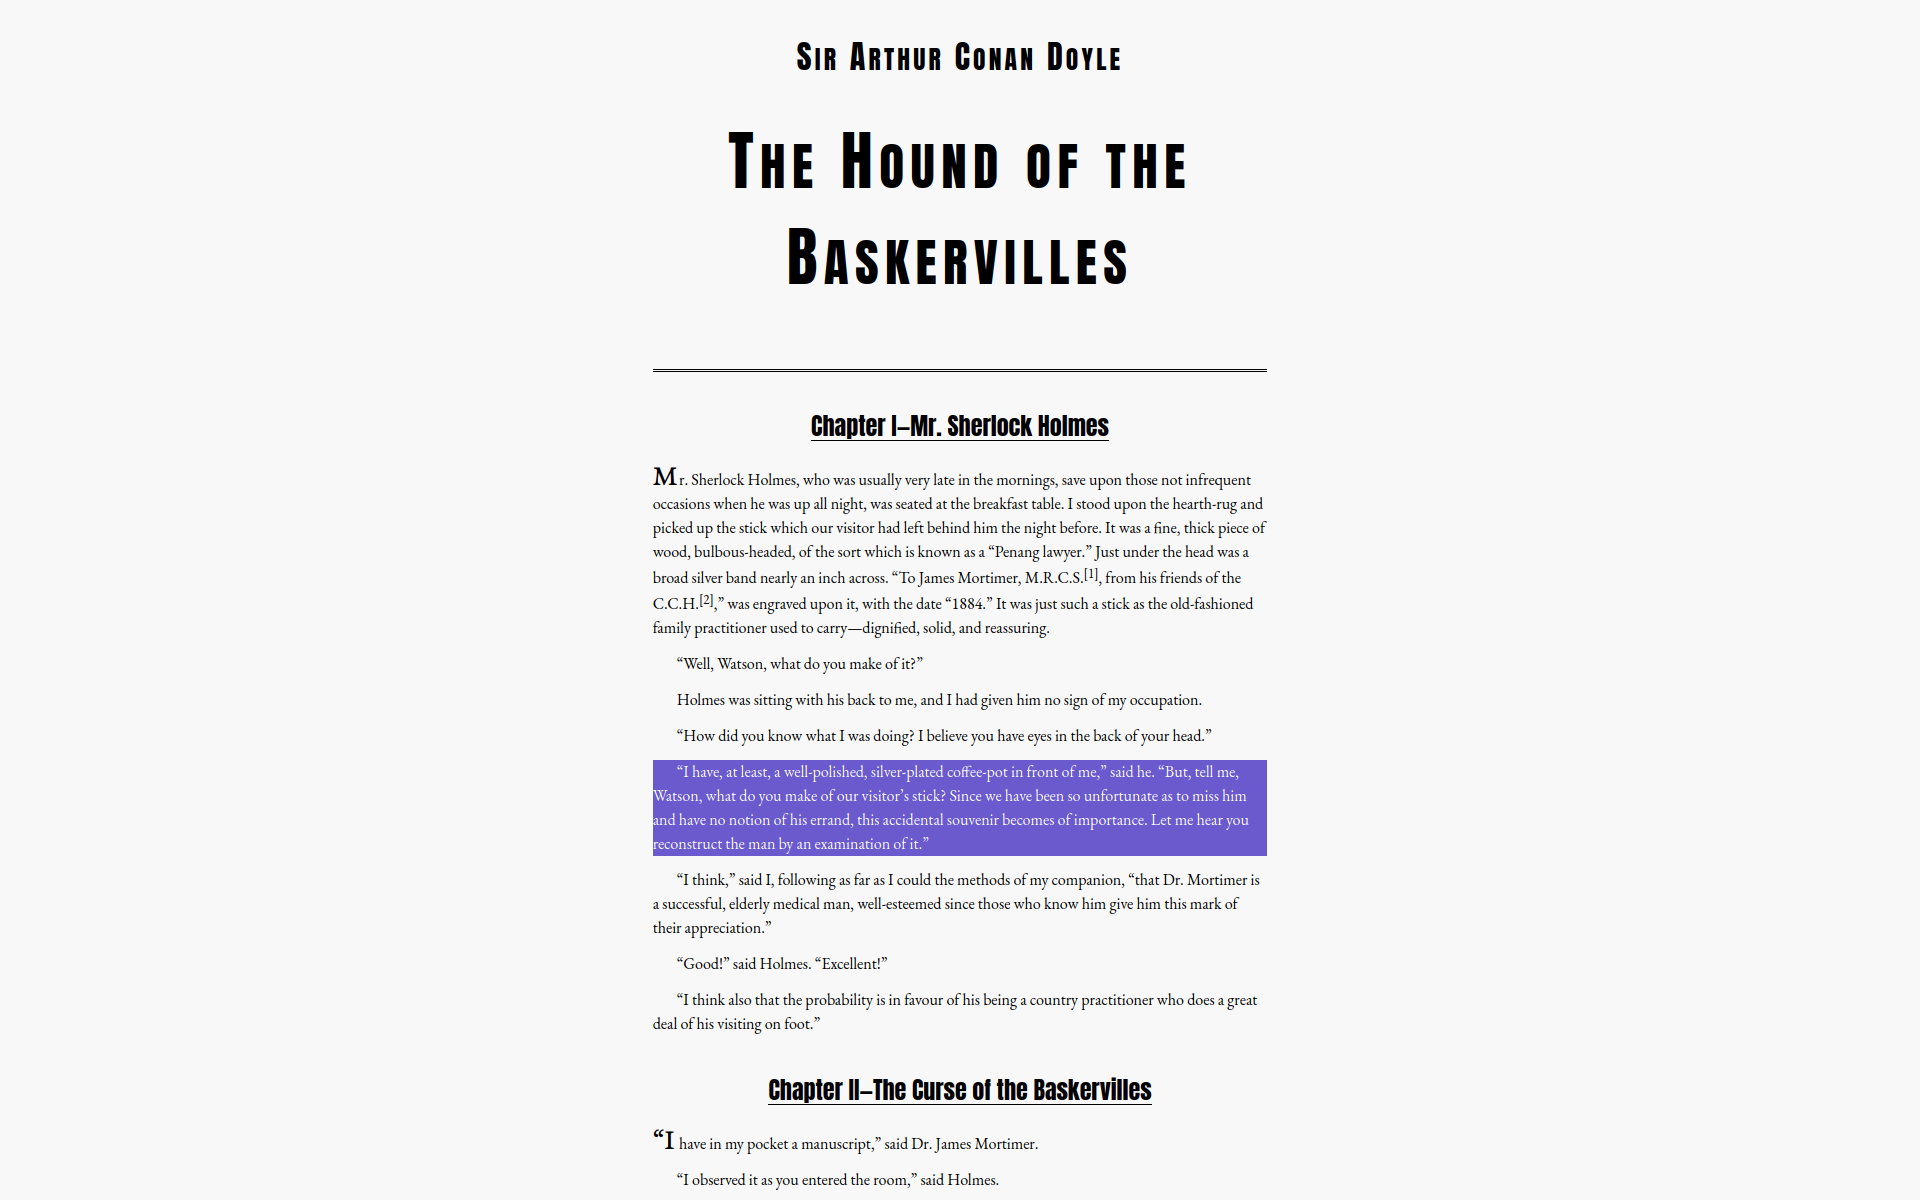 Sir Arthur Conan Doyle
The Hound of the
Baskervilles
Chapter I—Mr. Sherlock Holmes
Mr. Sherlock Holmes, who was usually very late in the mornings, save upon those not infrequent
occasions when he was up all night, was seated at the breakfast table. I stood upon the hearth-rug and
picked up the stick which our visitor had left behind him the night before. It was a fine, thick piece of
wood, bulbous-headed, of the sort which is known as a “Penang lawyer.” Just under the head was a
broad silver band nearly an inch across. “To James Mortimer, M.R.C.S.[1], from his friends of the
C.C.H.[2],” was engraved upon it, with the date “1884.” It was just such a stick as the old-fashioned
family practitioner used to carry—dignified, solid, and reassuring.
“Well, Watson, what do you make of it?”
Holmes was sitting with his back to me, and I had given him no sign of my occupation.
“How did you know what I was doing? I believe you have eyes in the back of your head.”
“I have, at least, a well-polished, silver-plated coffee-pot in front of me,” said he. “But, tell me,
Watson, what do you make of our visitor’s stick? Since we have been so unfortunate as to miss him
and have no notion of his errand, this accidental souvenir becomes of importance. Let me hear you
reconstruct the man by an examination of it.”
“I think,” said I, following as far as I could the methods of my companion, “that Dr. Mortimer is
a successful, elderly medical man, well-esteemed since those who know him give him this mark of
their appreciation.”
“Good!” said Holmes. “Excellent!”
“I think also that the probability is in favour of his being a country practitioner who does a great
deal of his visiting on foot.”
Chapter II—The Curse of the Baskervilles
“I have in my pocket a manuscript,” said Dr. James Mortimer.
“I observed it as you entered the room,” said Holmes.